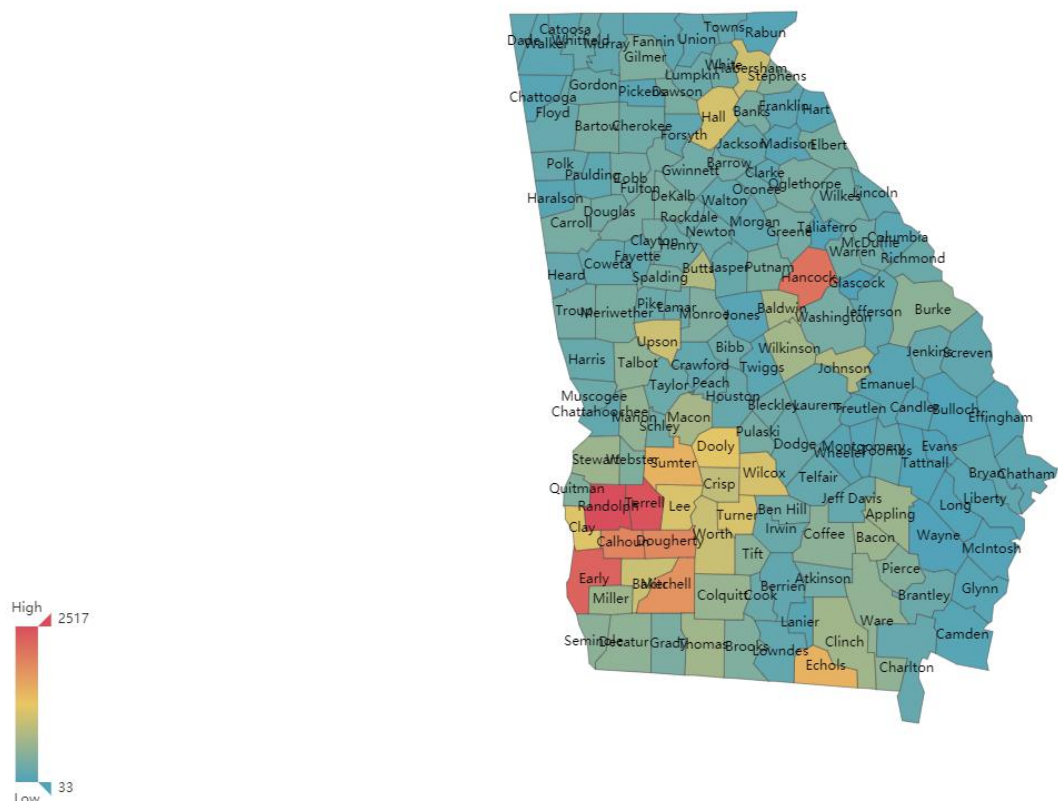 Towns
Rabun
Catoosa
Dade
Whitfield
Walker
Murray
Fannin
Union
Gilmer
White
Habersham
Stephens
Lumpkin
Gordon
Chattooga
Pickens
Dawson
Floyd
Hall
Banks
Franklin
Hart
Bartow
Cherokee
Forsyth
Jackson
Madison
Elbert
Polk
Paulding
Cobb
Gwinnett
Barrow
Clarke
Oglethorpe
Haralson
Fulton
DeKalb
Walton
Oconee
Wilkes
Lincoln
Carroll
Douglas
Rockdale
Newton
Morgan
Greene
Taliaferro
Columbia
Clayton
Henry
McDuffie
Heard
Coweta
Fayette
Spalding
Butts
Jasper
Putnam
Hancock
Warren
Richmond
Glascock
Troup
Meriwether
Pike
Lamar
Monroe
Jones
Baldwin
Washington
Jefferson
Burke
Upson
Bibb
Wilkinson
Harris
Talbot
Crawford
Twiggs
Johnson
Jenkins
Screven
Taylor
Peach
Houston
Emanuel
Muscogee
Chattahoochee
Marion
Schley
Macon
Bleckley
Laurens
Treutlen
Candler
Bulloch
Effingham
Pulaski
Dodge
Wheeler
Montgomery
Toombs
Evans
Tattnall
Bryan
Chatham
Stewart
Webster
Sumter
Dooly
Wilcox
Telfair
Quitman
Randolph
Terrell
Lee
Crisp
Turner
Ben Hill
Jeff Davis
Appling
Long
Liberty
Clay
Calhoun
Dougherty
Worth
Irwin
Coffee
Bacon
Wayne
McIntosh
Tift
Early
Baker
Mitchell
Miller
Colquitt
Cook
Berrien
Atkinson
Pierce
Brantley
Glynn
Ware
Lanier
Clinch
Camden
Seminole
Decatur
Grady
Thomas
Brooks
Lowndes
Echols
Charlton
High
2517
33
Low